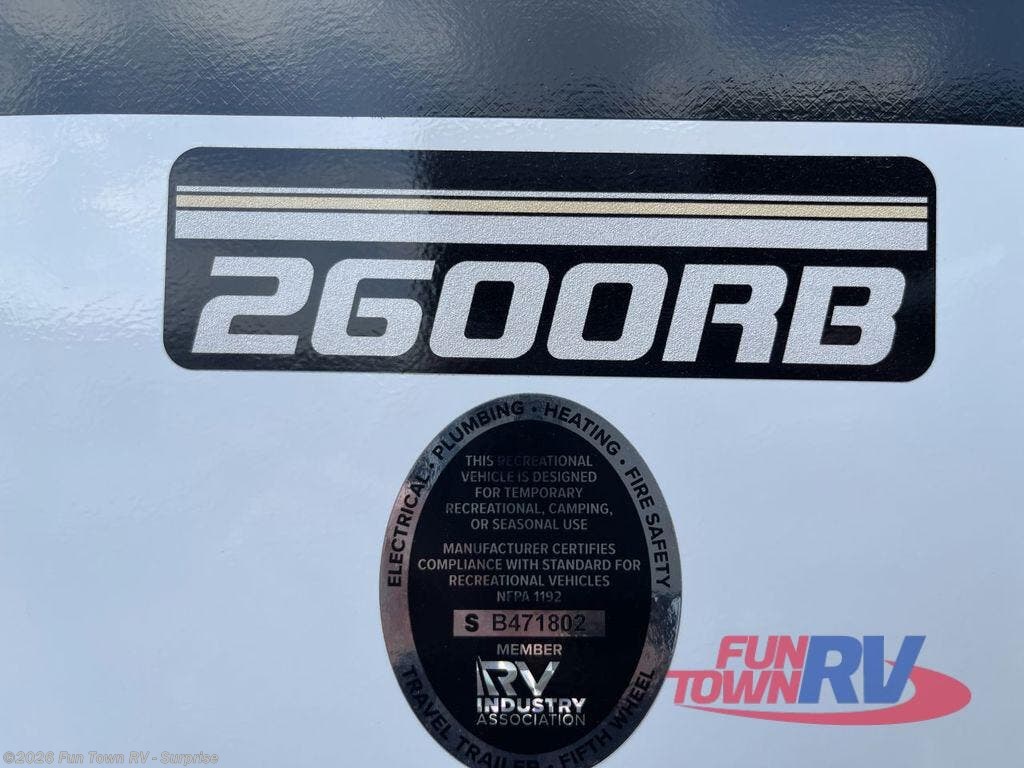 2600RB
ELECTRICAL · PLUMBING · HEATING · FIRE SAFETY
THIS RECREATIONAL
VEHICLE IS DESIGNED
FOR TEMPORARY
RECREATIONAL, CAMPING,
OR SEASONAL USE
MANUFACTURER CERTIFIES
COMPLIANCE WITH STANDARD FOR
RECREATIONAL VEHICLES
NFPA 1192
S B471802
MEMBER
RV
INDUSTRY
ASSOCIATION
TRAVEL TRAILER · FIFTH WHEEL
FUN
TOWN RV
©2026 Fun Town RV - Surprise